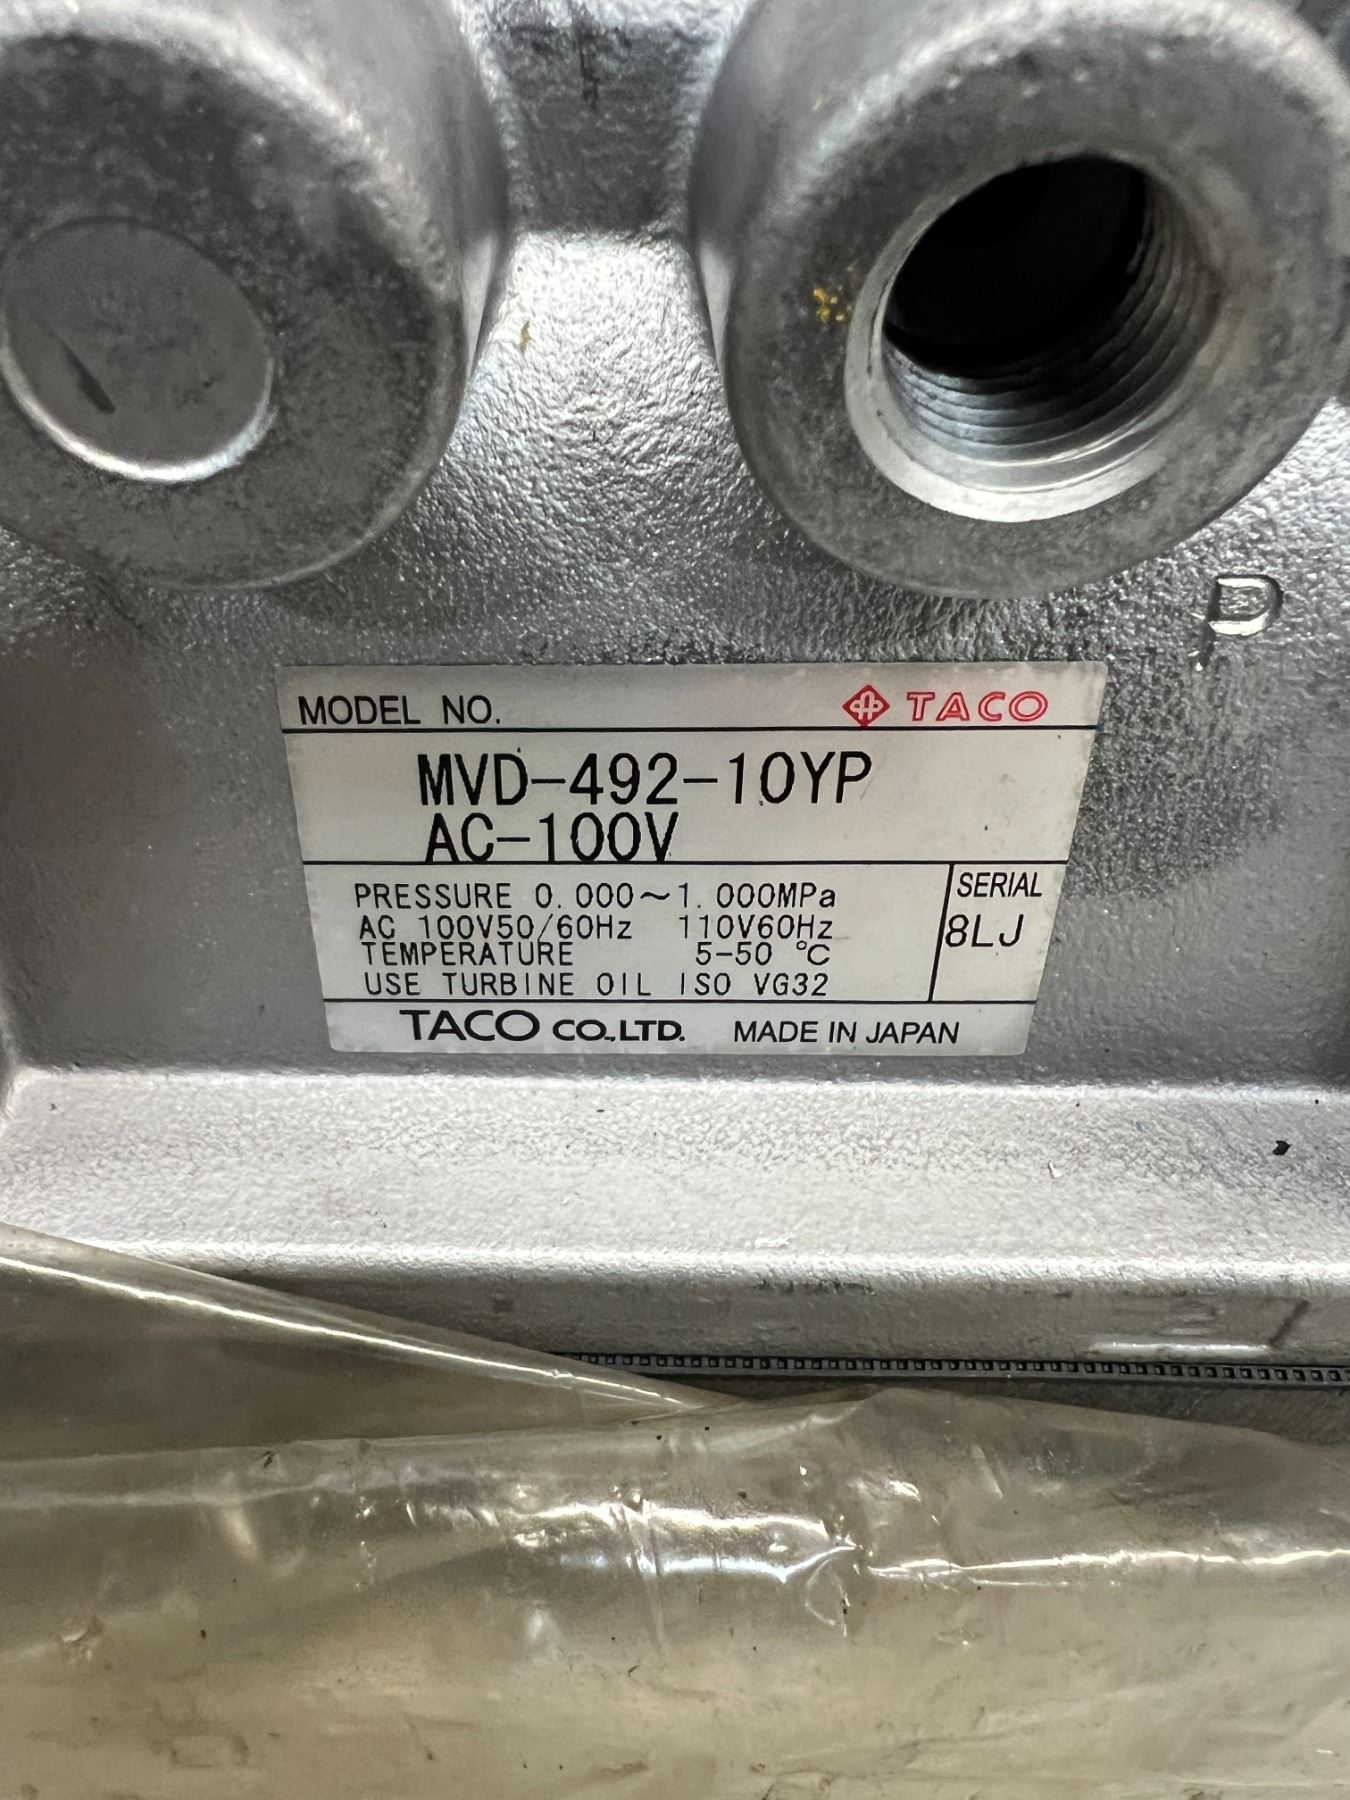 P
MODEL NO. TACO
MVD-492-10YP
AC-100V
PRESSURE 0.000~1.000MPa
AC 100V50/60Hz 110V60Hz
TEMPERATURE 5-50 ℃
USE TURBINE OIL ISO VG32
SERIAL
8LJ
TACO CO.,LTD. MADE IN JAPAN